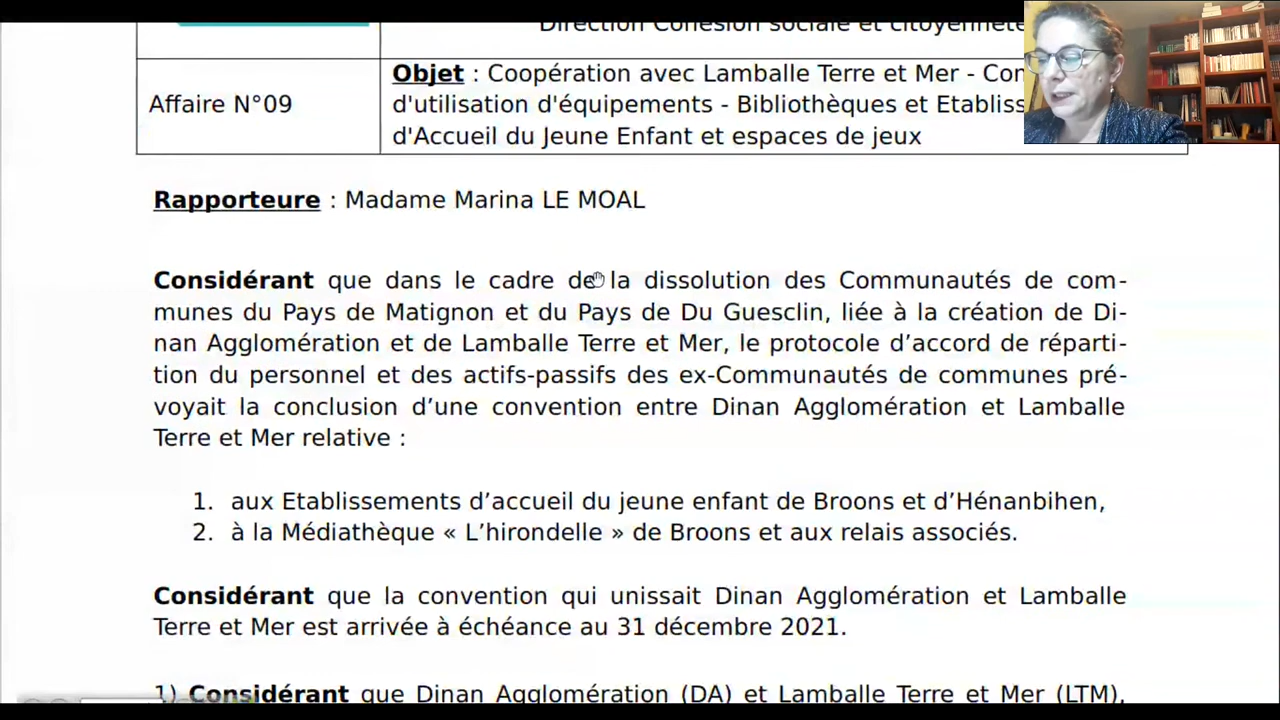 Direction Cohésion sociale et citoyenneté
Objet : Coopération avec Lamballe Terre et Mer -
Affaire N°09
d'utilisation d'équipements - Bibliothèques et
d'Accueil du Jeune Enfant et espaces de jeux
Rapporteure : Madame Marina LE MOAL
Considérant que dans le cadre de la dissolution des Communautés de com-
munes du Pays de Matignon et du Pays de Du Guesclin, liée à la création de Di-
nan Agglomération et de Lamballe Terre et Mer, le protocole d’accord de réparti-
tion du personnel et des actifs-passifs des ex-Communautés de communes pré-
voyait la conclusion d’une convention entre Dinan Agglomération et Lamballe
Terre et Mer relative :
1. aux Etablissements d’accueil du jeune enfant de Broons et d’Hénanbihen,
2. à la Médiathèque « L’hirondelle » de Broons et aux relais associés.
Considérant que la convention qui unissait Dinan Agglomération et Lamballe
Terre et Mer est arrivée à échéance au 31 décembre 2021.
1) Considérant que Dinan Agglomération (DA) et Lamballe Terre et Mer (LTM),